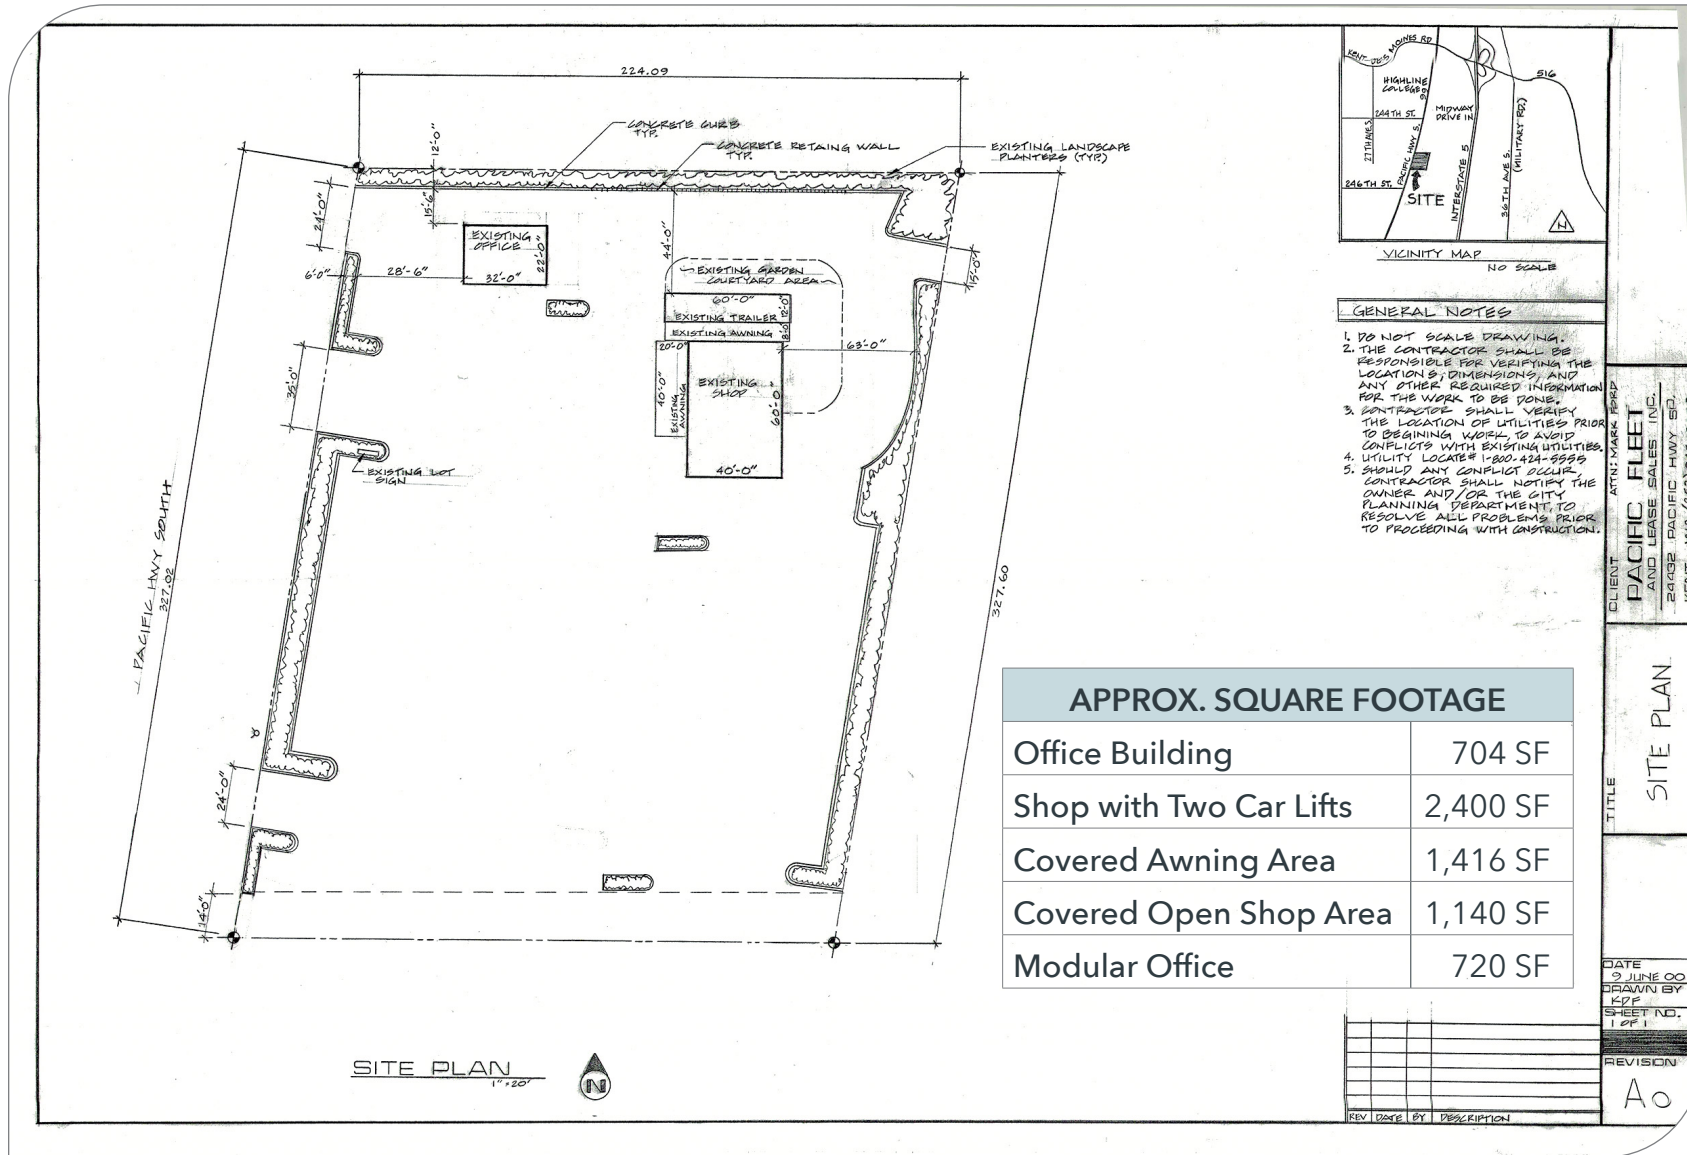 224.09
CONCRETE CURB
TYP.
CONCRETE RETAING WALL
TYP.
EXISTING LANDSCAPE
PLANTERS (TYP.)
12'-0"
15'-6"
24'-0"
EXISTING
OFFICE
22'-0"
32'-0"
6'-0"
28'-6"
44'-0"
EXISTING GARDEN
COURTYARD AREA
15'-0"
60'-0"
12'-0"
EXISTING TRAILER
EXISTING AWNING
8'-0"
20'-0"
63'-0"
40'-0"
EXISTING
AWNING
EXISTING
SHOP
60'-0"
40'-0"
35'-0"
EXISTING LOT
SIGN
PACIFIC HWY SOUTH
327.02
327.60
24'-0"
14'-0"
SITE PLAN
1"=20'
N
KENT DES MOINES RD
516
HIGHLINE
COLLEGE
99
244TH ST.
MIDWAY
DRIVE IN
27TH AVE S.
PACIFIC HWY S.
246TH ST.
SITE
INTERSTATE 5
36TH AVE S.
(MILITARY RD.)
N
VICINITY MAP
NO SCALE
GENERAL NOTES
1. DO NOT SCALE DRAWING.
2. THE CONTRACTOR SHALL BE
RESPONSIBLE FOR VERIFYING THE
LOCATIONS, DIMENSIONS, AND
ANY OTHER REQUIRED INFORMATION
FOR THE WORK TO BE DONE.
3. CONTRACTOR SHALL VERIFY
THE LOCATION OF UTILITIES PRIOR
TO BEGINING WORK, TO AVOID
CONFLICTS WITH EXISTING UTILITIES.
4. UTILITY LOCATE # 1-800-424-5555
5. SHOULD ANY CONFLICT OCCUR,
CONTRACTOR SHALL NOTIFY THE
OWNER AND/OR THE CITY
PLANNING DEPARTMENT, TO
RESOLVE ALL PROBLEMS PRIOR
TO PROCEEDING WITH CONSTRUCTION.
APPROX. SQUARE FOOTAGE
Office Building 704 SF
Shop with Two Car Lifts 2,400 SF
Covered Awning Area 1,416 SF
Covered Open Shop Area 1,140 SF
Modular Office 720 SF
CLIENT ATTN: MARK FORD
PACIFIC FLEET
AND LEASE SALES INC.
24432 PACIFIC HWY SO.
TITLE
SITE PLAN
DATE
9 JUNE 00
DRAWN BY
KDF
SHEET NO.
1 OF 1
REVISION
A0
REV DATE BY DESCRIPTION